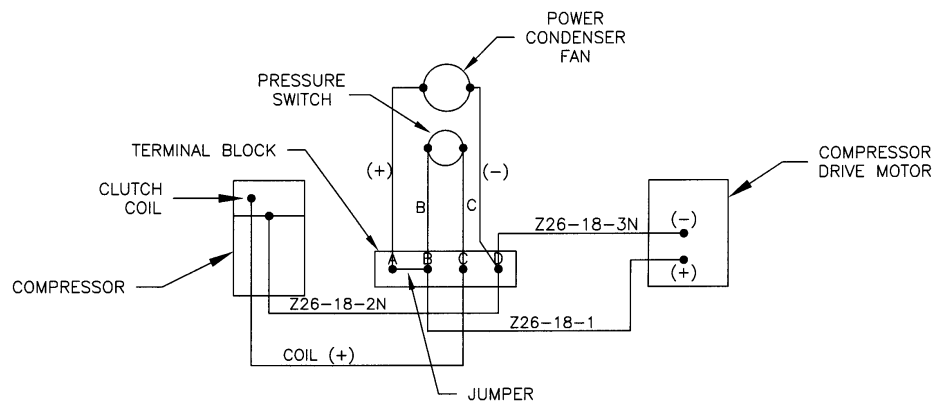 POWER
CONDENSER
FAN
PRESSURE
SWITCH
TERMINAL BLOCK
(+)
(-)
COMPRESSOR
DRIVE MOTOR
CLUTCH
COIL
B
C
Z26-18-3N
(-)
A
B
C
D
(+)
COMPRESSOR
Z26-18-2N
Z26-18-1
COIL (+)
JUMPER